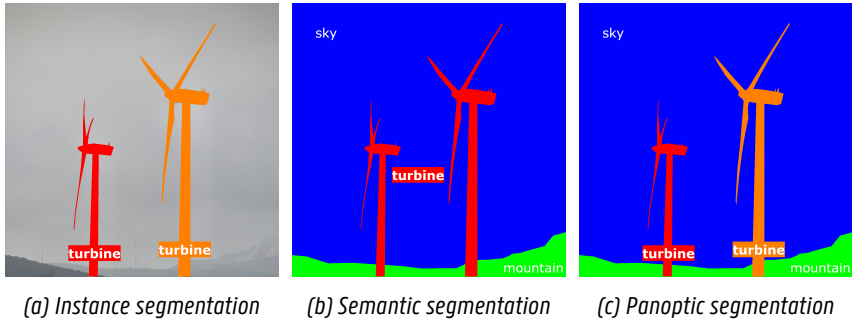 turbine
turbine
(a) Instance segmentation
sky
turbine
mountain
(b) Semantic segmentation
sky
turbine
turbine
mountain
(c) Panoptic segmentation